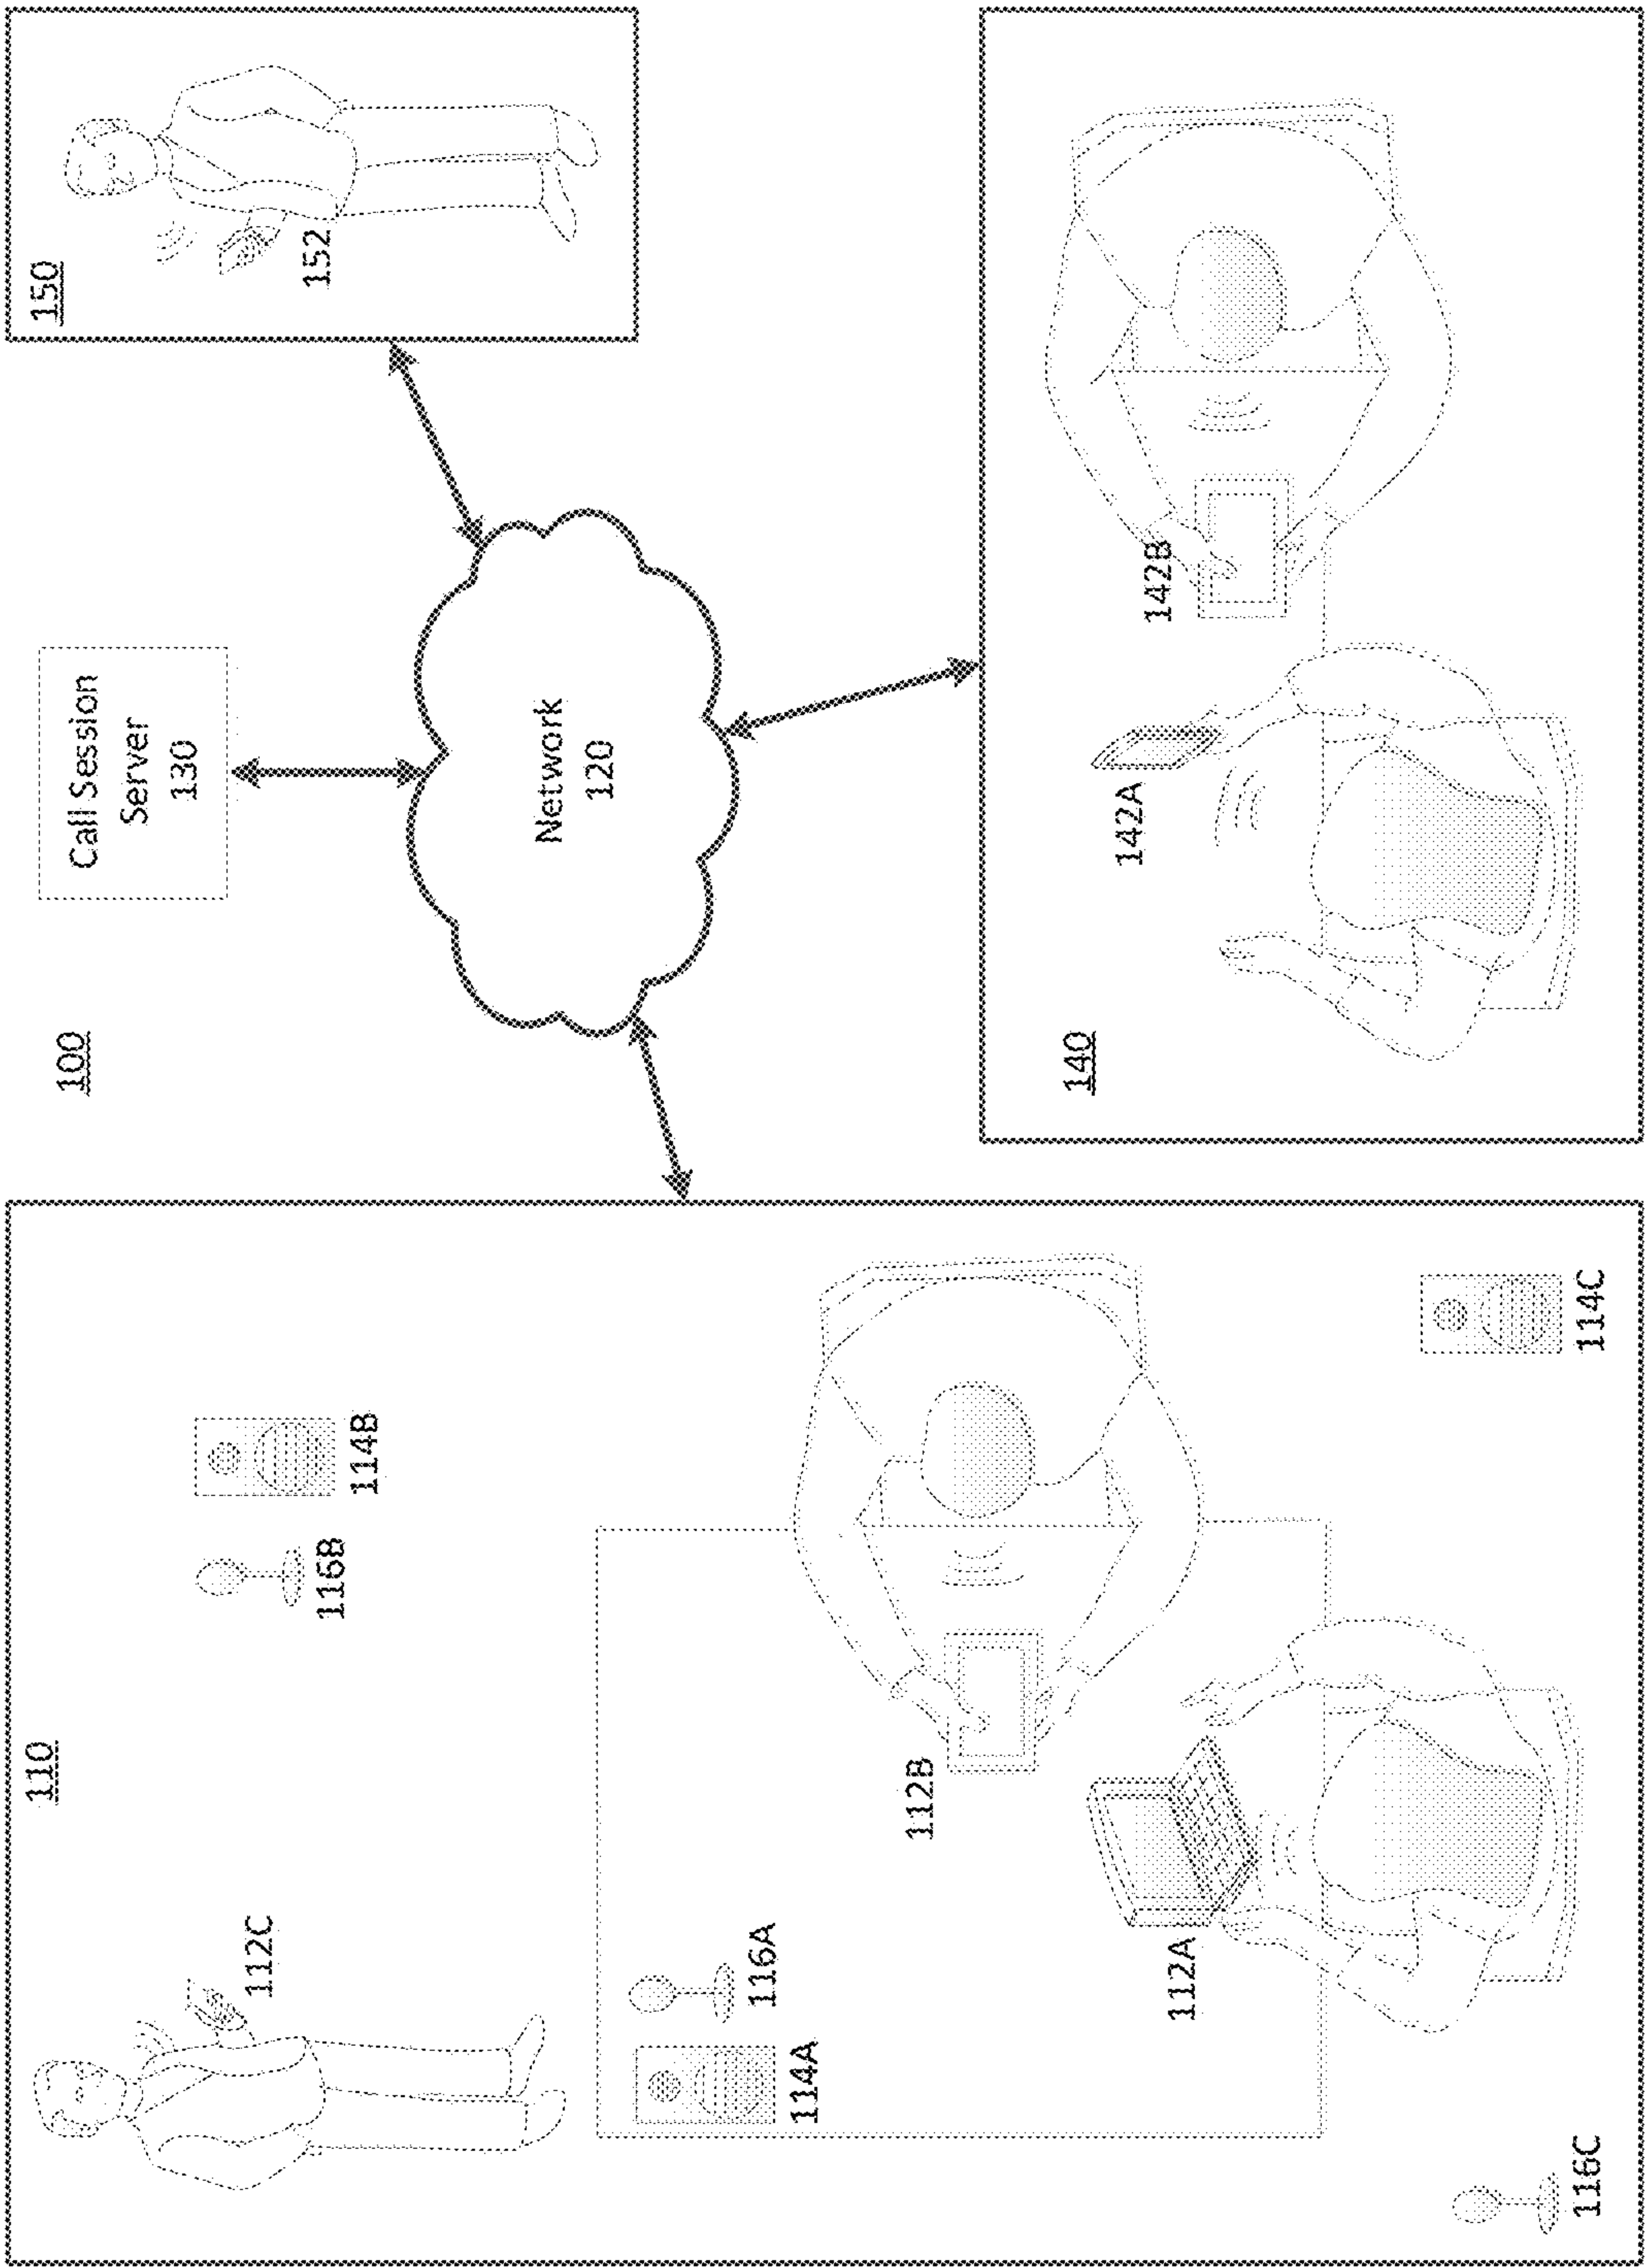 100
110
112C
116B
114B
114A
116A
112B
112A
116C
114C
Call Session
Server
130
Network
120
150
152
140
142A
142B